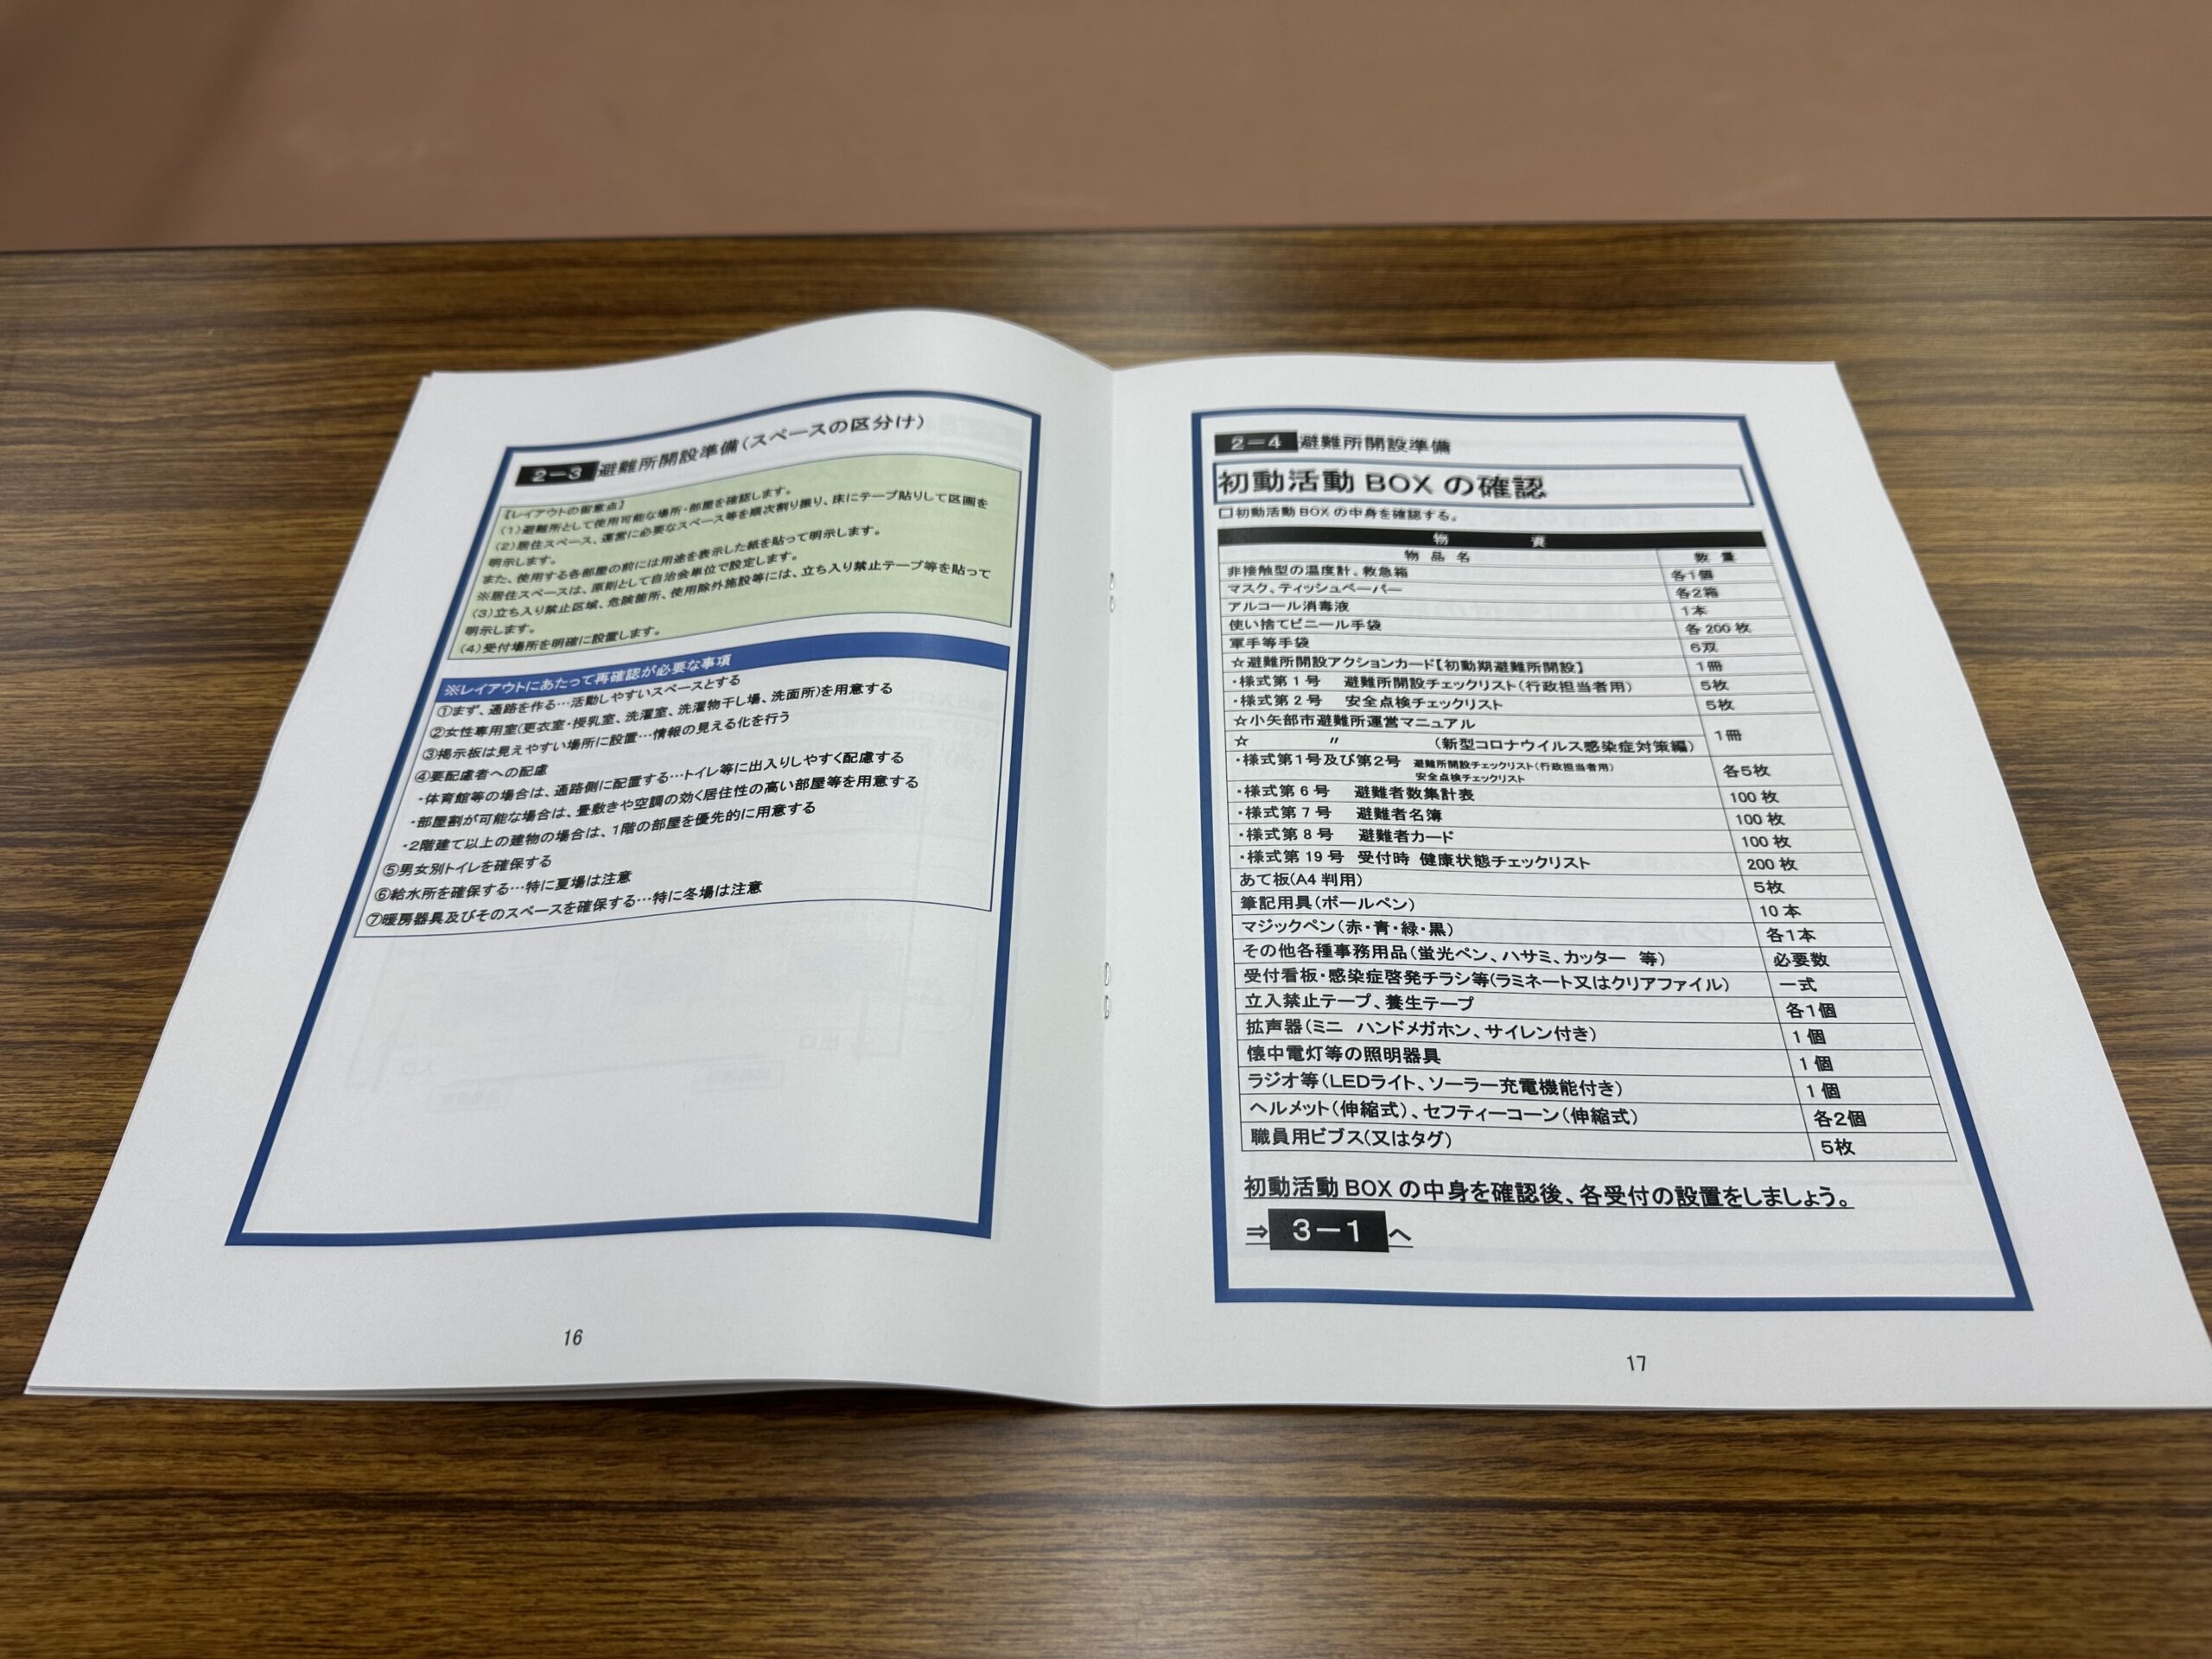 2－3 避難所開設準備(スペースの区分け)
【レイアウトの留意点】
(1)避難所として使用可能な場所・部屋を確認します。
(2)居住スペース、運営に必要なスペース等を順次割り振り、床にテープ貼りして区画を
明示します。
また、使用する各部屋の前には用途を表示した紙を貼って明示します。
※居住スペースは、原則として自治会単位で設定します。
(3)立ち入り禁止区域、危険箇所、使用除外施設等には、立ち入り禁止テープ等を貼って
明示します。
(4)受付場所を明確に設置します。
※レイアウトにあたって再確認が必要な事項
①まず、通路を作る…活動しやすいスペースとする
②女性専用室(更衣室・授乳室、洗濯室、洗濯物干し場、洗面所)を用意する
③掲示板は見えやすい場所に設置…情報の見える化を行う
④要配慮者への配慮
・体育館等の場合は、通路側に配置する…トイレ等に出入りしやすく配慮する
・部屋割が可能な場合は、畳敷きや空調の効く居住性の高い部屋等を用意する
・2階建て以上の建物の場合は、1階の部屋を優先的に用意する
⑤男女別トイレを確保する
⑥給水所を確保する…特に夏場は注意
⑦暖房器具及びそのスペースを確保する…特に冬場は注意
16
2－4 避難所開設準備
初動活動 BOX の確認
□初動活動 BOX の中身を確認する。
物 資
物 品 名 数 量
非接触型の温度計、救急箱 各1個
マスク、ティッシュペーパー 各2箱
アルコール消毒液 1本
使い捨てビニール手袋 各 200 枚
軍手等手袋 6双
☆避難所開設アクションカード【初動期避難所開設】 1冊
・様式第1号 避難所開設チェックリスト(行政担当者用) 5枚
・様式第2号 安全点検チェックリスト 5枚
☆小矢部市避難所運営マニュアル
☆ 〃 (新型コロナウイルス感染症対策編) 1冊
・様式第1号及び第2号 避難所開設チェックリスト(行政担当者用)
安全点検チェックリスト 各5枚
・様式第6号 避難者数集計表 100 枚
・様式第7号 避難者名簿 100 枚
・様式第8号 避難者カード 100 枚
・様式第 19 号 受付時 健康状態チェックリスト 200 枚
あて板(A4 判用) 5枚
筆記用具(ボールペン) 10 本
マジックペン(赤・青・緑・黒) 各1本
その他各種事務用品(蛍光ペン、ハサミ、カッター 等) 必要数
受付看板・感染症啓発チラシ等(ラミネート又はクリアファイル) 一式
立入禁止テープ、養生テープ 各1個
拡声器(ミニ ハンドメガホン、サイレン付き) 1個
懐中電灯等の照明器具 1個
ラジオ等(LEDライト、ソーラー充電機能付き) 1個
ヘルメット(伸縮式)、セフティーコーン(伸縮式) 各2個
職員用ビブス(又はタグ) 5枚
初動活動 BOX の中身を確認後、各受付の設置をしましょう。
⇒ 3－1 へ
17